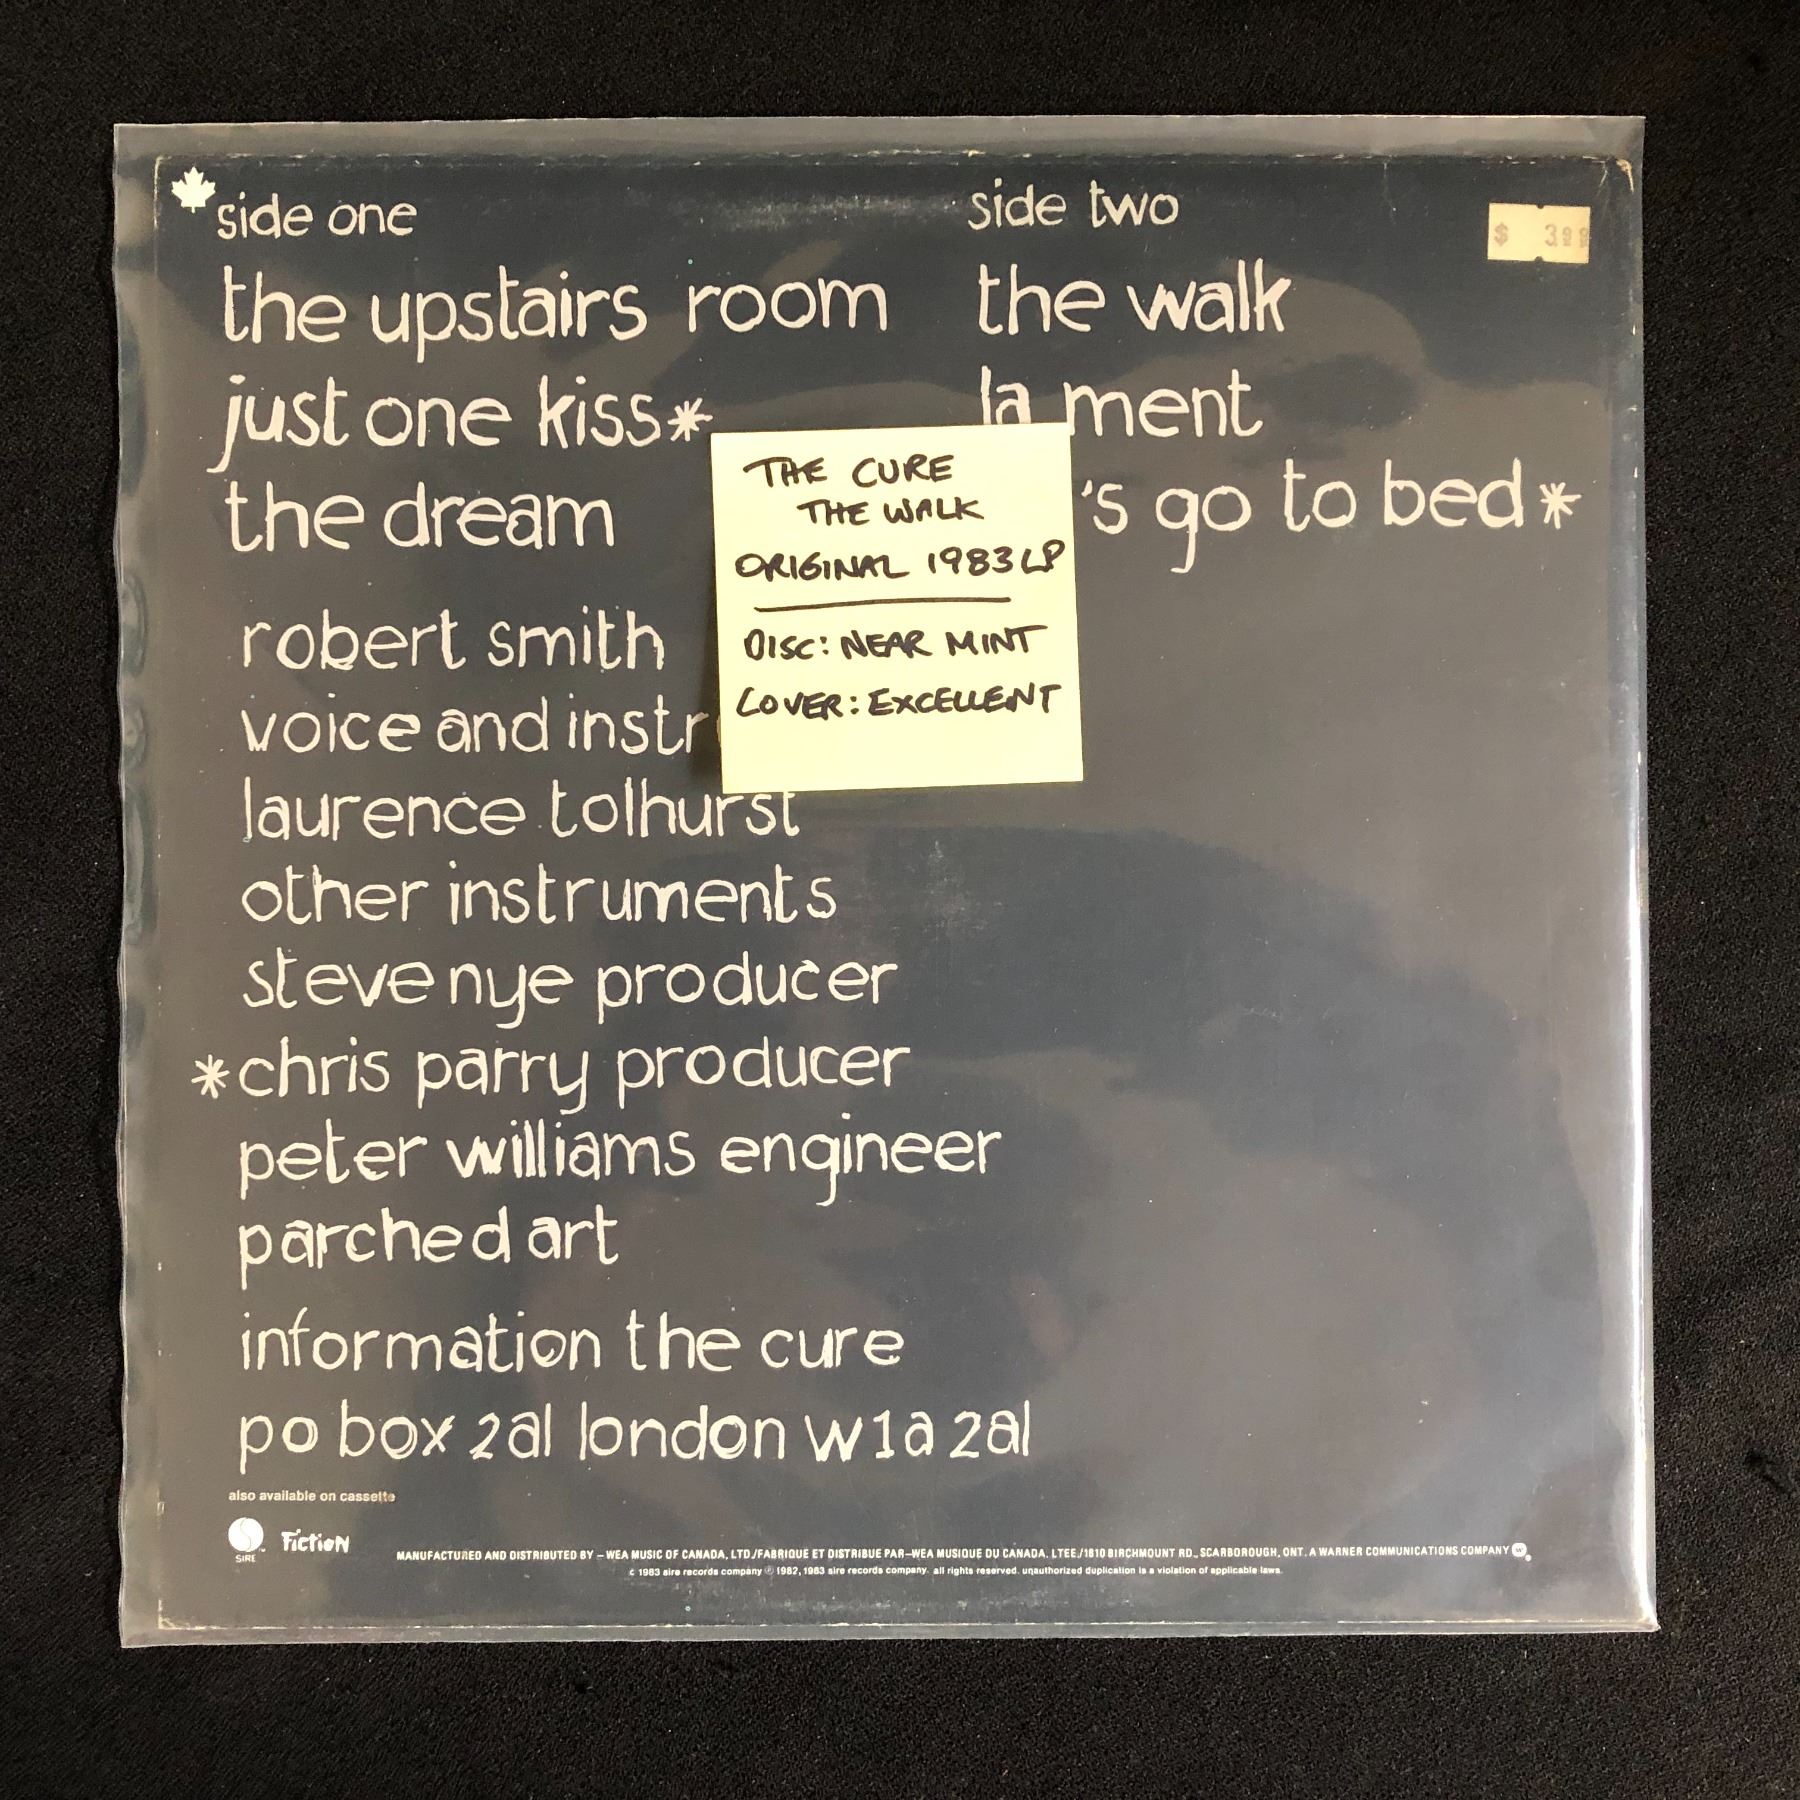 side one
the upstairs room
just one kiss*
the dream
side two
the walk
la ment
's go to bed*
$ 3
THE CURE
THE WALK
ORIGINAL 1983 LP
DISC: NEAR MINT
COVER: EXCELLENT
robert smith
voice and instr
laurence tolhurst
other instruments
steve nye producer
*chris parry producer
peter williams engineer
parched art
information the cure
po box 2al london w1a 2al
also available on cassette
SIRE
Fiction
MANUFACTURED AND DISTRIBUTED BY – WEA MUSIC OF CANADA, LTD./FABRIQUE ET DISTRIBUE PAR–WEA MUSIQUE DU CANADA. LTEE./1810 BIRCHMOUNT RD., SCARBOROUGH, ONT. A WARNER COMMUNICATIONS COMPANY
c 1983 sire records company ℗ 1982, 1983 sire records company. all rights reserved. unauthorized duplication is a violation of applicable laws.